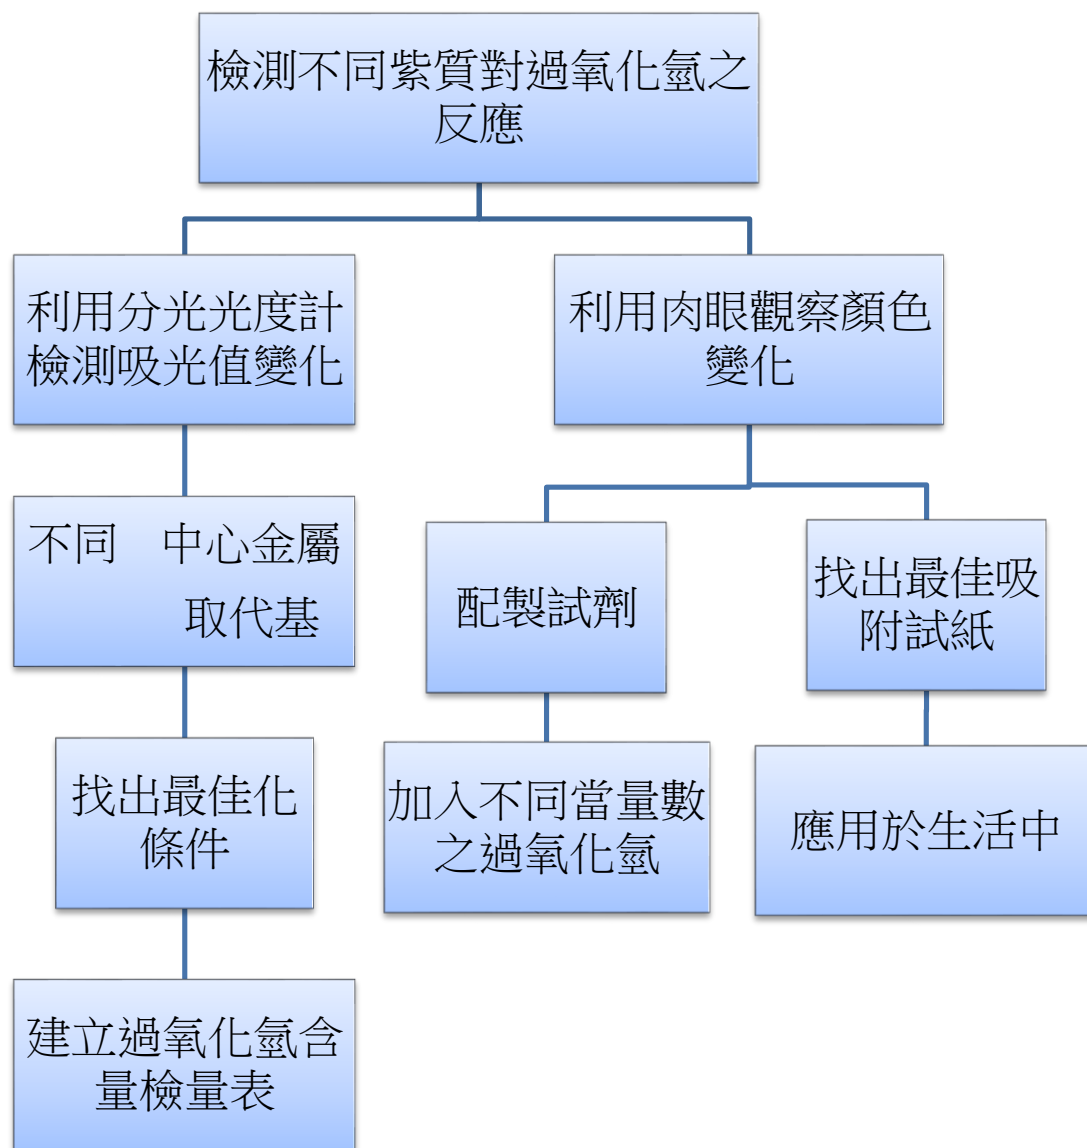 檢測不同紫質對過氧化氫之
反應
利用分光光度計
檢測吸光值變化
利用肉眼觀察顏色
變化
不同　中心金屬
取代基
配製試劑
找出最佳吸
附試紙
找出最佳化
條件
加入不同當量數
之過氧化氫
應用於生活中
建立過氧化氫含
量檢量表